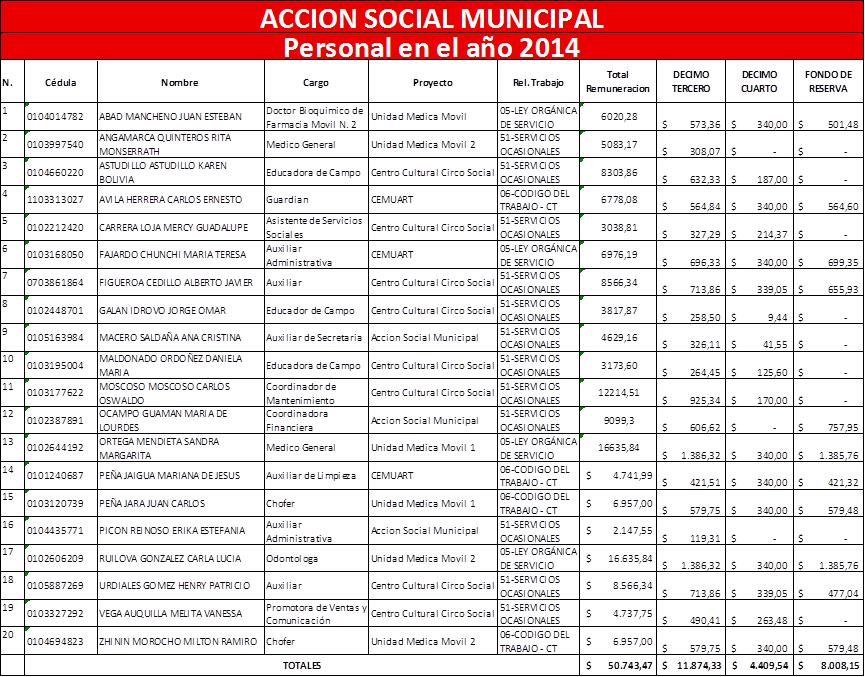 ACCION SOCIAL MUNICIPAL
Personal en el año 2014
N. Cédula Nombre Cargo Proyecto Rel. Trabajo Total Remuneracion DECIMO TERCERO DECIMO CUARTO FONDO DE RESERVA
1 0104014782 ABAD MANCHENO JUAN ESTEBAN Doctor Bioquimico de Farmacia Movil N. 2 Unidad Medica Movil 05-LEY ORGÁNICA DE SERVICIO 6020,28 $ 573,36 $ 340,00 $ 501,48
2 0103997540 ANGAMARCA QUINTEROS RITA MONSERRATH Medico General Unidad Medica Movil 2 51-SERVICIOS OCASIONALES 5083,17 $ 308,07 $ - $ -
3 0104660220 ASTUDILLO ASTUDILLO KAREN BOLIVIA Educadora de Campo Centro Cultural Circo Social 51-SERVICIOS OCASIONALES 8303,86 $ 632,33 $ 187,00 $ -
4 1103313027 AVILA HERRERA CARLOS ERNESTO Guardian CEMUART 06-CODIGO DEL TRABAJO - CT 6778,08 $ 564,84 $ 340,00 $ 564,60
5 0102212420 CARRERA LOJA MERCY GUADALUPE Asistente de Servicios Sociales Centro Cultural Circo Social 51-SERVICIOS OCASIONALES 3038,81 $ 327,29 $ 214,37 $ -
6 0103168050 FAJARDO CHUNCHI MARIA TERESA Auxiliar Administrativa CEMUART 05-LEY ORGÁNICA DE SERVICIO 6976,19 $ 696,33 $ 340,00 $ 699,35
7 0703861864 FIGUEROA CEDILLO ALBERTO JAVIER Auxiliar Centro Cultural Circo Social 51-SERVICIOS OCASIONALES 8566,34 $ 713,86 $ 339,05 $ 655,93
8 0102448701 GALAN IDROVO JORGE OMAR Educador de Campo Centro Cultural Circo Social 51-SERVICIOS OCASIONALES 3817,87 $ 258,50 $ 9,44 $ -
9 0105163984 MACERO SALDAÑA ANA CRISTINA Auxiliar de Secretaria Accion Social Municipal 51-SERVICIOS OCASIONALES 4629,16 $ 326,11 $ 41,55 $ -
10 0103195004 MALDONADO ORDOÑEZ DANIELA MARIA Educadora de Campo Centro Cultural Circo Social 51-SERVICIOS OCASIONALES 3173,60 $ 264,45 $ 125,60 $ -
11 0103177622 MOSCOSO MOSCOSO CARLOS OSWALDO Coordinador de Mantenimiento Centro Cultural Circo Social 51-SERVICIOS OCASIONALES 12214,51 $ 925,34 $ 170,00 $ -
12 0102387891 OCAMPO GUAMAN MARIA DE LOURDES Coordinadora Financiera Accion Social Municipal 51-SERVICIOS OCASIONALES 9099,3 $ 606,62 $ - $ 757,95
13 0102644192 ORTEGA MENDIETA SANDRA MARGARITA Medico General Unidad Medica Movil 1 05-LEY ORGÁNICA DE SERVICIO 16635,84 $ 1.386,32 $ 340,00 $ 1.385,76
14 0101240687 PEÑA JAIGUA MARIANA DE JESUS Auxiliar de Limpieza CEMUART 06-CODIGO DEL TRABAJO - CT $ 4.741,99 $ 421,51 $ 340,00 $ 421,32
15 0103120739 PEÑA JARA JUAN CARLOS Chofer Unidad Medica Movil 1 06-CODIGO DEL TRABAJO - CT $ 6.957,00 $ 579,75 $ 340,00 $ 579,48
16 0104435771 PICON REINOSO ERIKA ESTEFANIA Auxiliar Administrativa Accion Social Municipal 51-SERVICIOS OCASIONALES $ 2.147,55 $ 119,31 $ - $ -
17 0102606209 RUILOVA GONZALEZ CARLA LUCIA Odontologa Unidad Medica Movil 2 05-LEY ORGÁNICA DE SERVICIO $ 16.635,84 $ 1.386,32 $ 340,00 $ 1.385,76
18 0105887269 URDIALES GOMEZ HENRY PATRICIO Auxiliar Centro Cultural Circo Social 51-SERVICIOS OCASIONALES $ 8.566,34 $ 713,86 $ 339,05 $ 477,04
19 0103327292 VEGA AUQUILLA MELITA VANESSA Promotora de Ventas y Comunicación Centro Cultural Circo Social 51-SERVICIOS OCASIONALES $ 4.737,75 $ 490,41 $ 263,48 $ -
20 0104694823 ZHININ MOROCHO MILTON RAMIRO Chofer Unidad Medica Movil 2 06-CODIGO DEL TRABAJO - CT $ 6.957,00 $ 579,75 $ 340,00 $ 579,48
TOTALES $ 50.743,47 $ 11.874,33 $ 4.409,54 $ 8.008,15